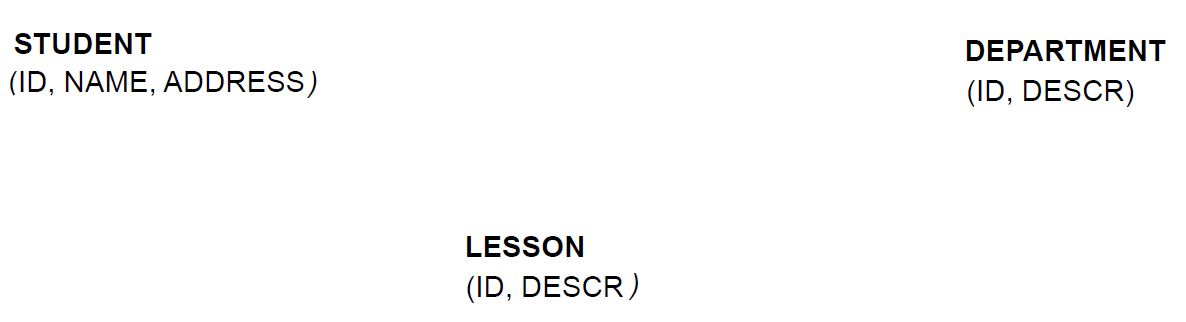 STUDENT
(ID, NAME, ADDRESS)
DEPARTMENT
(ID, DESCR)
LESSON
(ID, DESCR)